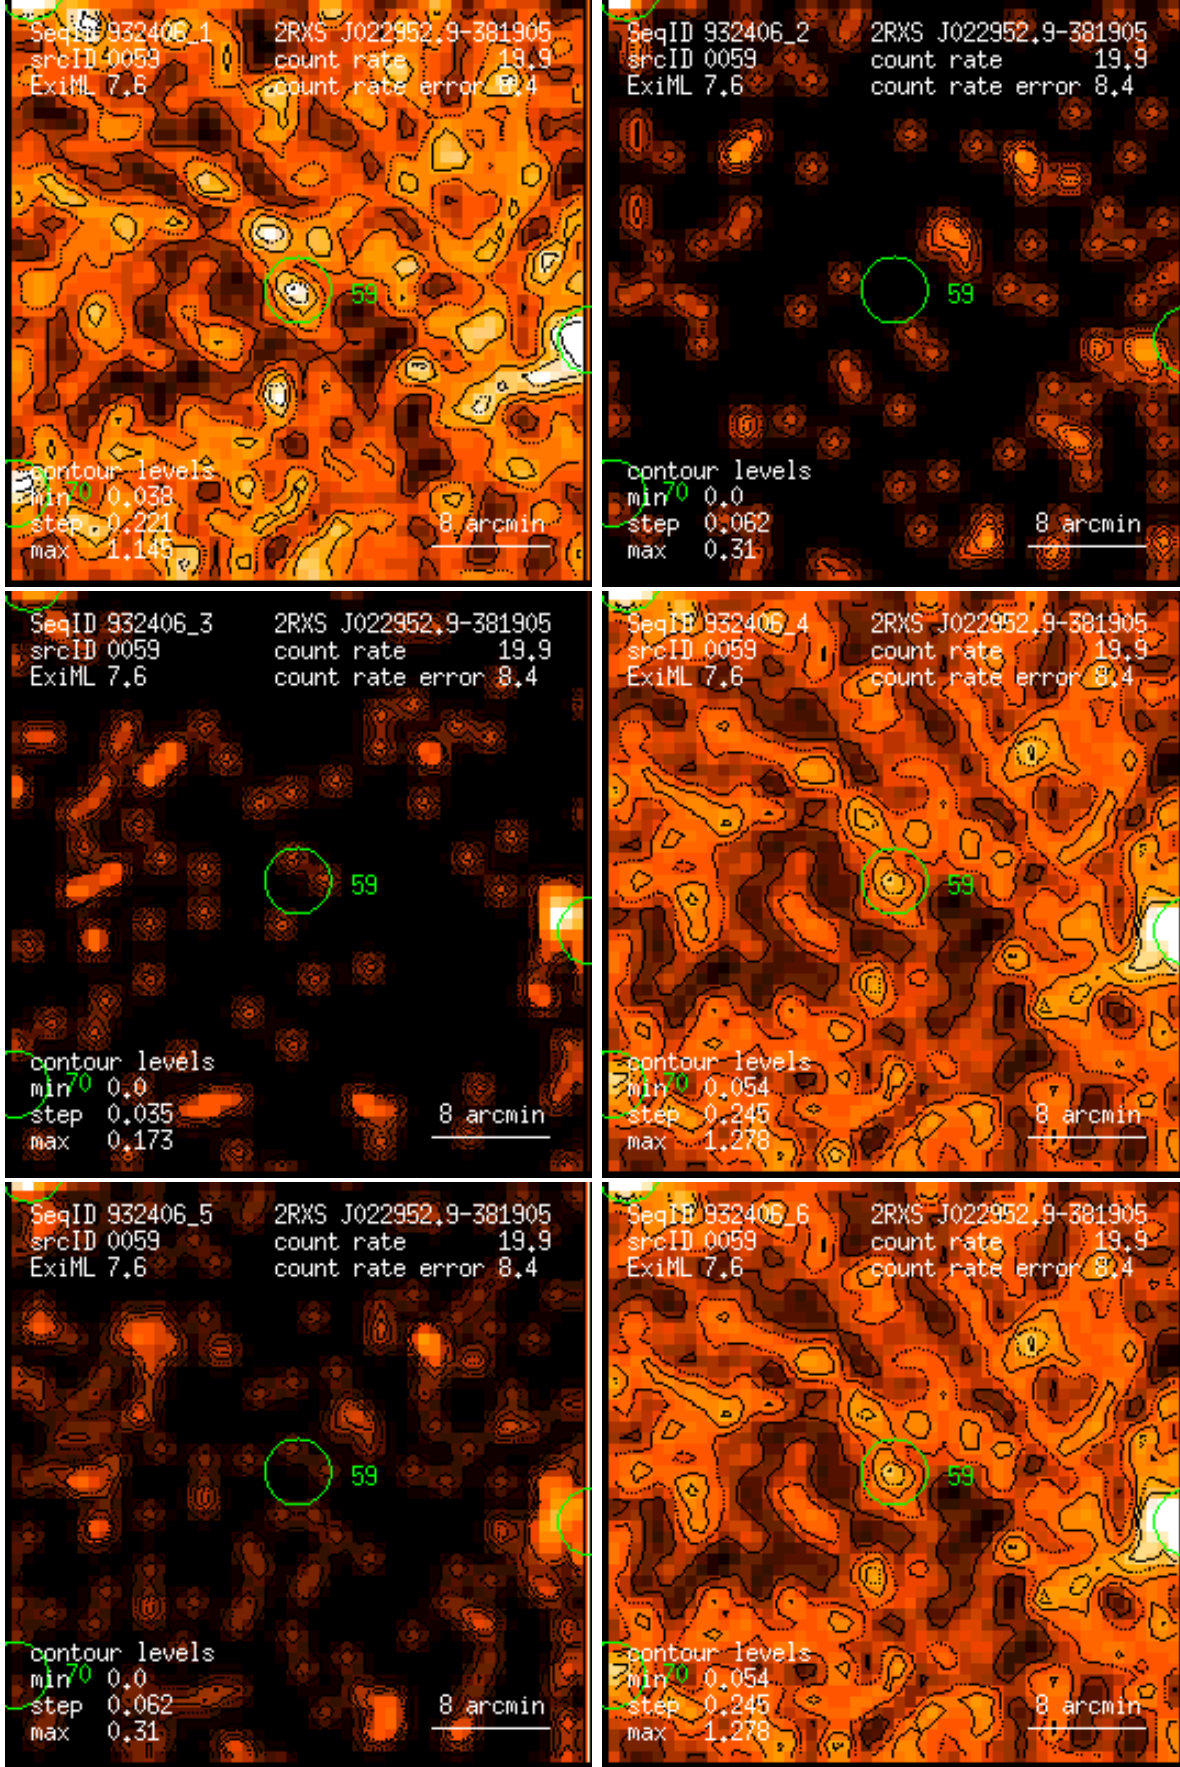 SeqID 932406_1 2RXS J022952.9-381905
srcID 0059 count rate 19.9
ExiML 7.6 count rate error 8.4
59
contour levels
min 0.038
70
step 0.221
max 1.145
8 arcmin
SeqID 932406_2 2RXS J022952.9-381905
srcID 0059 count rate 19.9
ExiML 7.6 count rate error 8.4
59
contour levels
min 0.0
70
step 0.062
max 0.31
8 arcmin
SeqID 932406_3 2RXS J022952.9-381905
srcID 0059 count rate 19.9
ExiML 7.6 count rate error 8.4
59
contour levels
min 0.0
70
step 0.035
max 0.173
8 arcmin
SeqID 932406_4 2RXS J022952.9-381905
srcID 0059 count rate 19.9
ExiML 7.6 count rate error 8.4
59
contour levels
min 0.054
70
step 0.245
max 1.278
8 arcmin
SeqID 932406_5 2RXS J022952.9-381905
srcID 0059 count rate 19.9
ExiML 7.6 count rate error 8.4
59
contour levels
min 0.0
70
step 0.062
max 0.31
8 arcmin
SeqID 932406_6 2RXS J022952.9-381905
srcID 0059 count rate 19.9
ExiML 7.6 count rate error 8.4
59
contour levels
min 0.054
70
step 0.245
max 1.278
8 arcmin